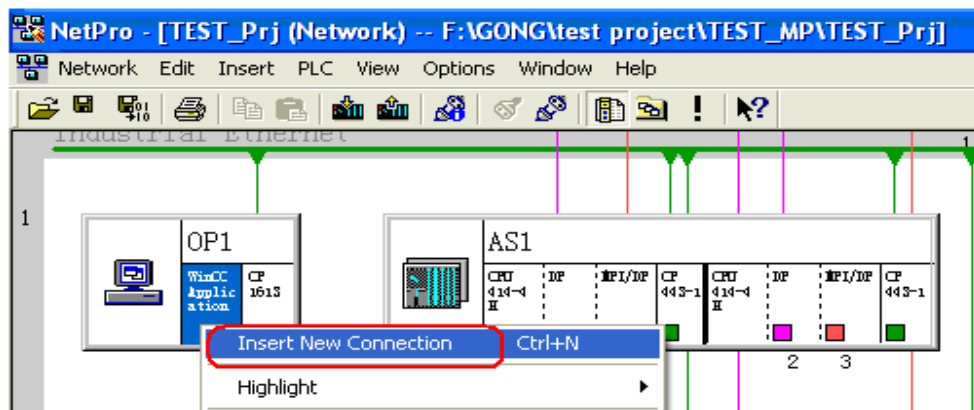 NetPro - [TEST_Prj (Network) -- F:\GONG\test project\TEST_MP\TEST_Prj]
Network Edit Insert PLC View Options Window Help
Industrial Ethernet
1
1
OP1
WinCC Application
CP 1613
AS1
CPU 414-4 H
DP
MPI/DP
CP 443-1
CPU 414-4 H
DP
MPI/DP
CP 443-1
2
3
Insert New Connection Ctrl+N
Highlight